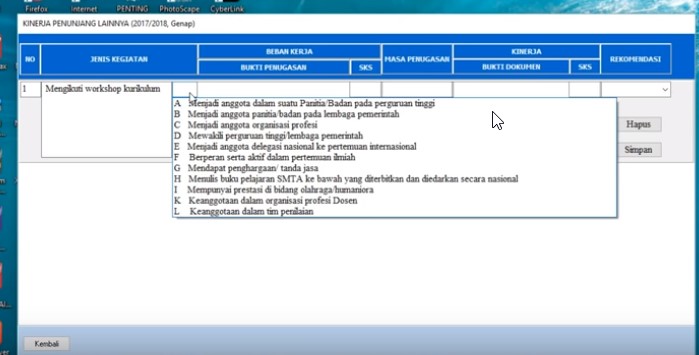 Firefox Internet PENTING PhotoScape CyberLink
KINERJA PENUNJANG LAINNYA (2017/2018, Genap)
NO JENIS KEGIATAN BEBAN KERJA MASA PENUGASAN KINERJA REKOMENDASI
BUKTI PENUGASAN SKS BUKTI DOKUMEN SKS
1 Mengikuti workshop kurikulum
A Menjadi anggota dalam suatu Panitia/Badan pada perguruan tinggi
B Menjadi anggota panitia/badan pada lembaga pemerintah
C Menjadi anggota organisasi profesi
D Mewakili perguruan tinggi/lembaga pemerintah
E Menjadi anggota delegasi nasional ke pertemuan internasional
F Berperan serta aktif dalam pertemuan ilmiah
G Mendapat penghargaan/ tanda jasa
H Menulis buku pelajaran SMTA ke bawah yang diterbitkan dan diedarkan secara nasional
I Mempunyai prestasi di bidang olahraga/humaniora
K Keanggotaan dalam organisasi profesi Dosen
L Keanggotaan dalam tim penilaian
Hapus
Simpan
Kembali